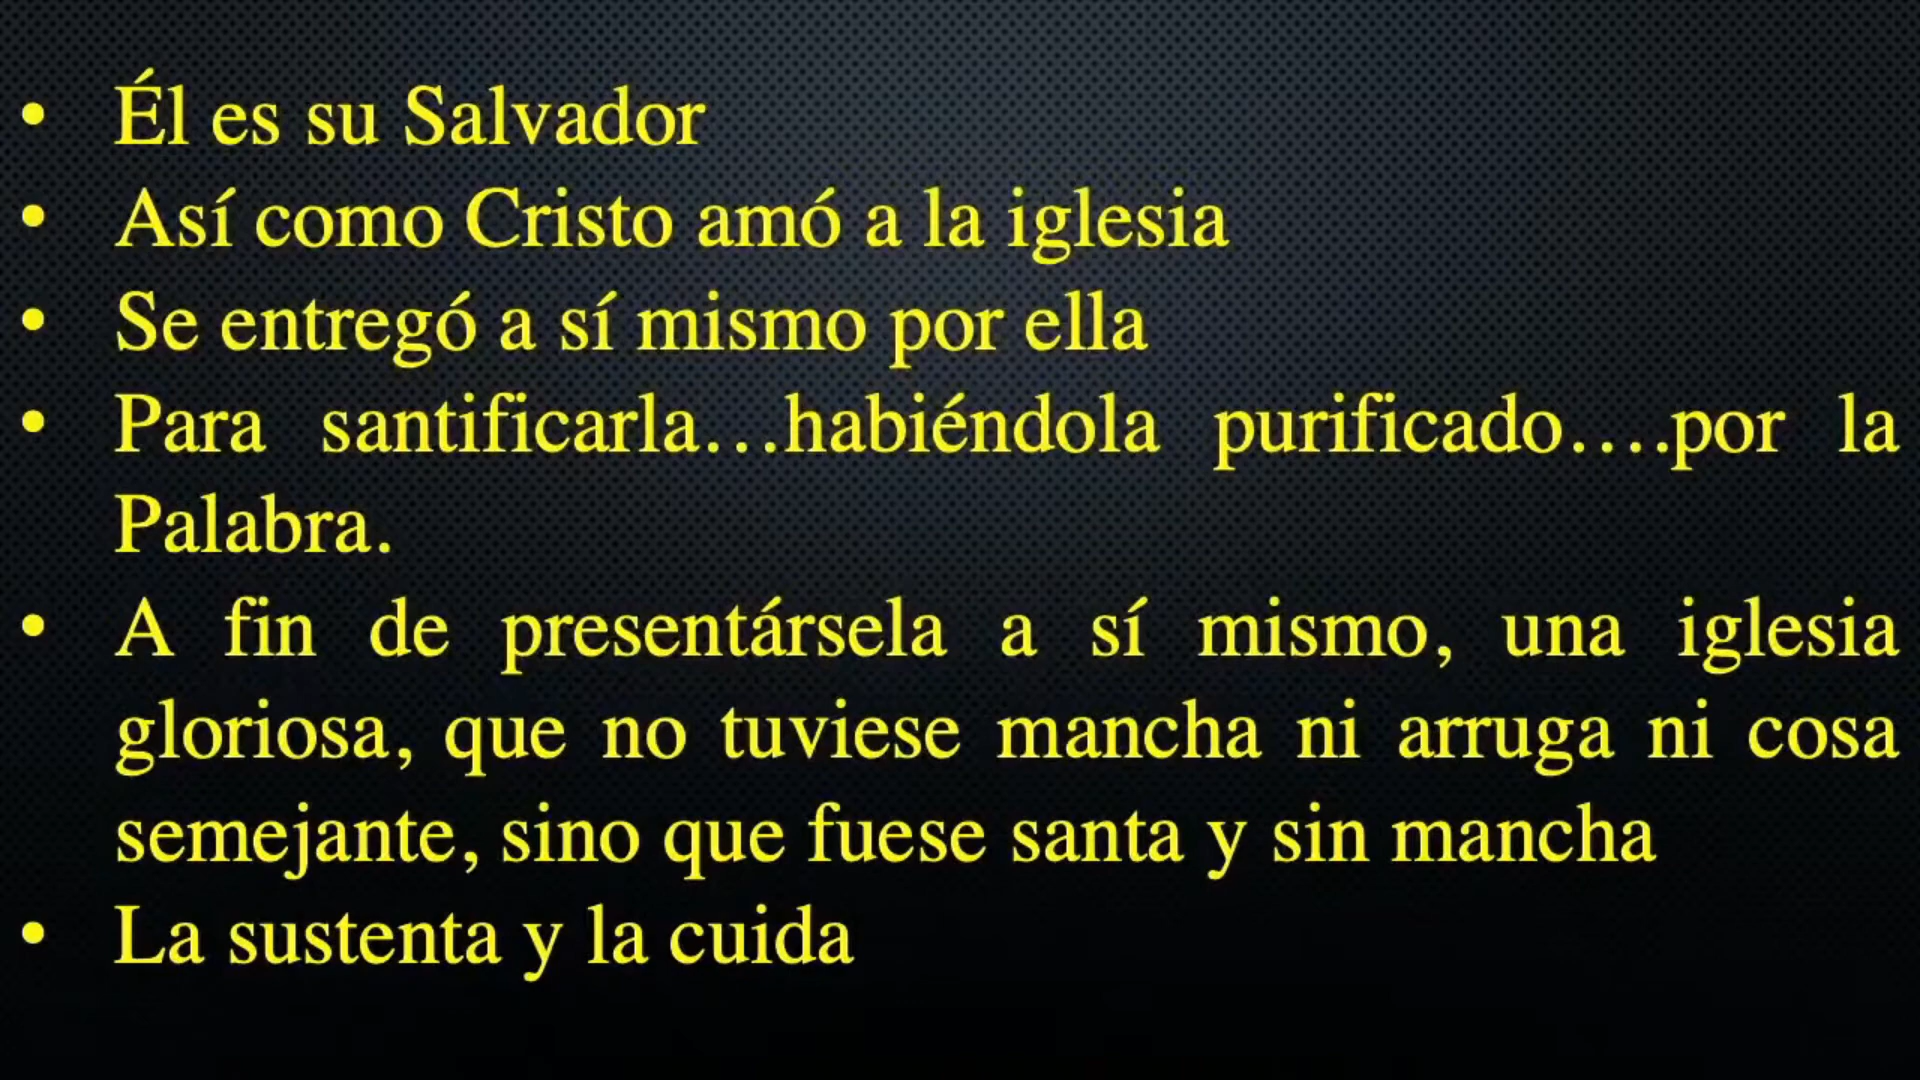 • Él es su Salvador
• Así como Cristo amó a la iglesia
• Se entregó a sí mismo por ella
• Para santificarla…habiéndola purificado….por la
Palabra.
• A fin de presentársela a sí mismo, una iglesia
gloriosa, que no tuviese mancha ni arruga ni cosa
semejante, sino que fuese santa y sin mancha
• La sustenta y la cuida